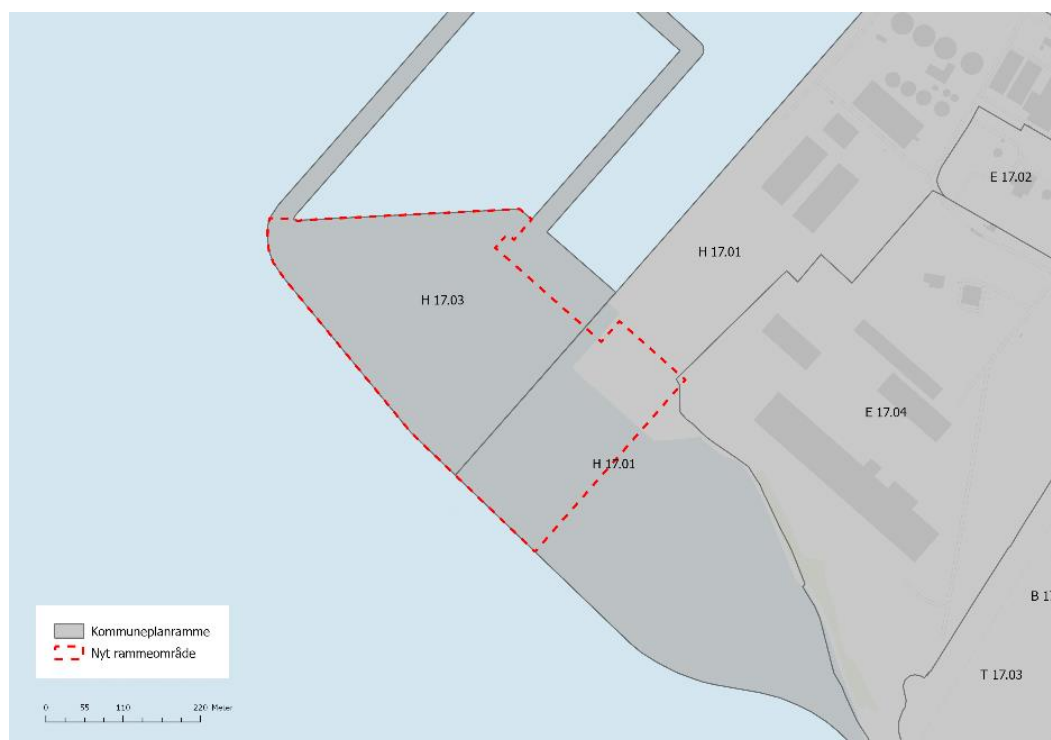 E 17.02
H 17.01
H 17.03
E 17.04
H 17.01
B 17
T 17.03
Kommuneplanramme
Nyt rammeområde
0 55 110 220 Meter